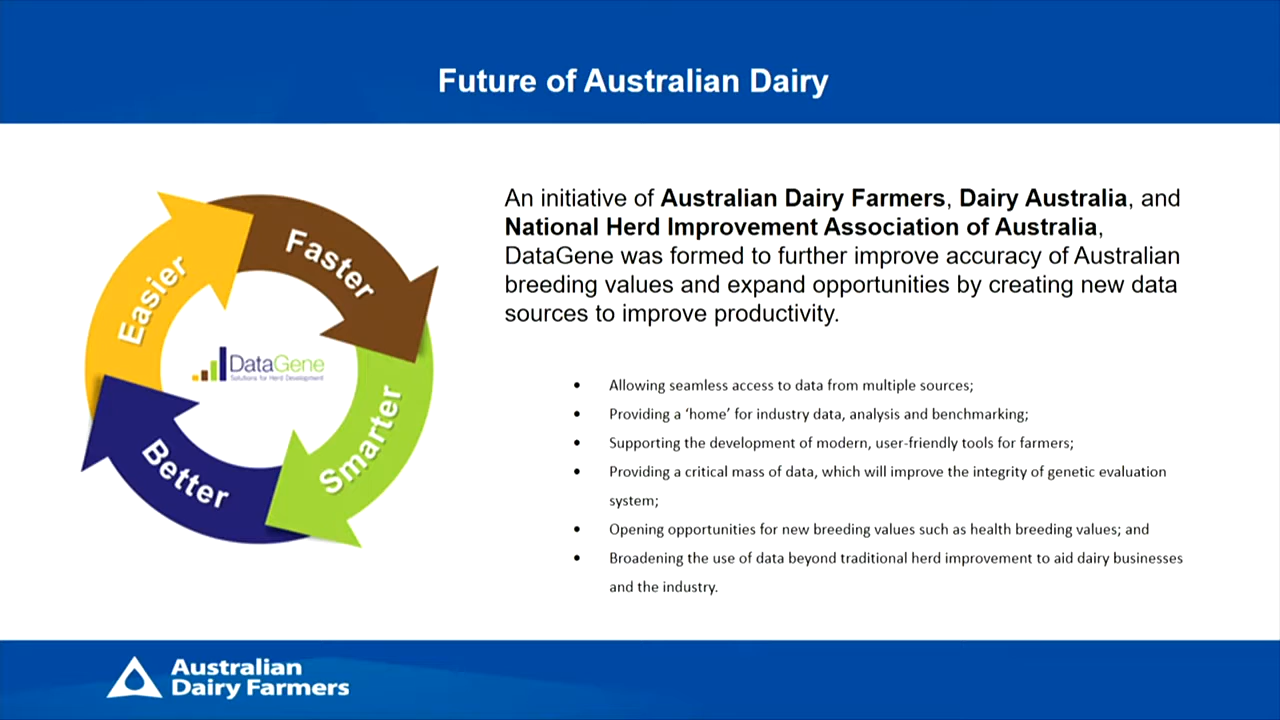 Future of Australian Dairy
An initiative of Australian Dairy Farmers, Dairy Australia, and
National Herd Improvement Association of Australia,
DataGene was formed to further improve accuracy of Australian
breeding values and expand opportunities by creating new data
sources to improve productivity.
Easier
Faster
Smarter
Better
DataGene
Solutions for Herd Development
• Allowing seamless access to data from multiple sources;
• Providing a ‘home’ for industry data, analysis and benchmarking;
• Supporting the development of modern, user-friendly tools for farmers;
• Providing a critical mass of data, which will improve the integrity of genetic evaluation
system;
• Opening opportunities for new breeding values such as health breeding values; and
• Broadening the use of data beyond traditional herd improvement to aid dairy businesses
and the industry.
Australian
Dairy Farmers